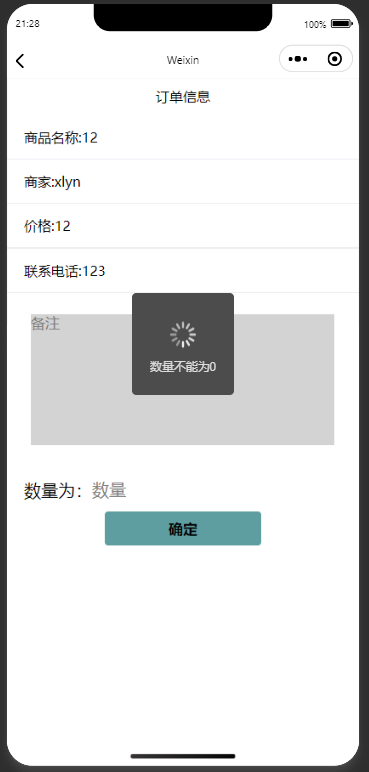 21:28
100%
Weixin
订单信息
商品名称:12
商家:xlyn
价格:12
联系电话:123
备注
数量不能为0
数量为：数量
确定